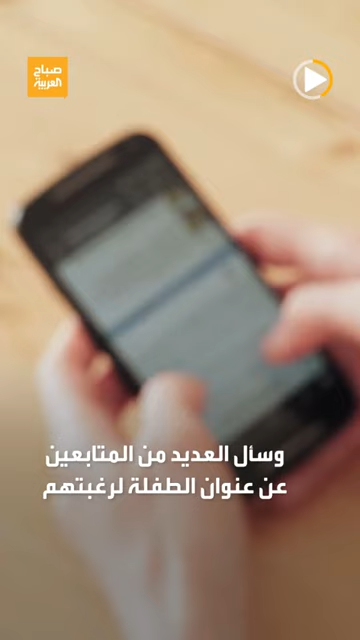 صباح
العربية
وسأل العديد من المتابعين
عن عنوان الطفلة لرغبتهم